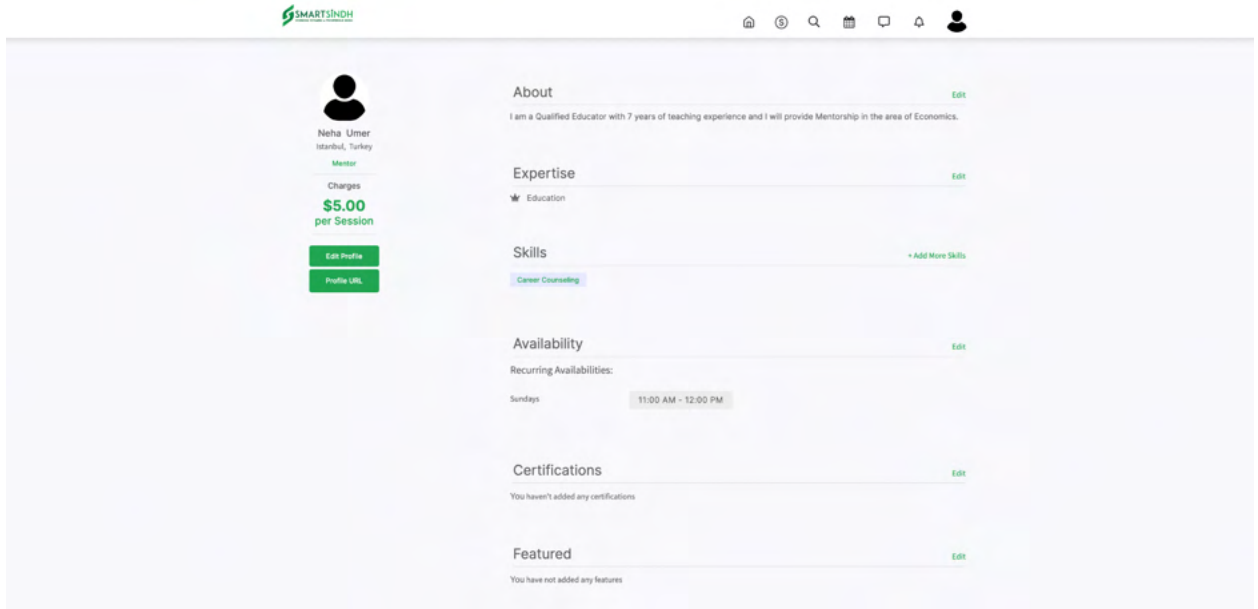 SMARTSINDH
Neha Umer
Istanbul, Turkey
Mentor
Charges
$5.00
per Session
Edit Profile
Profile URL
About
Edit
I am a Qualified Educator with 7 years of teaching experience and I will provide Mentorship in the area of Economics.
Expertise
Edit
Education
Skills
+ Add More Skills
Career Counseling
Availability
Edit
Recurring Availabilities:
Sundays
11:00 AM - 12:00 PM
Certifications
Edit
You haven't added any certifications
Featured
Edit
You have not added any features